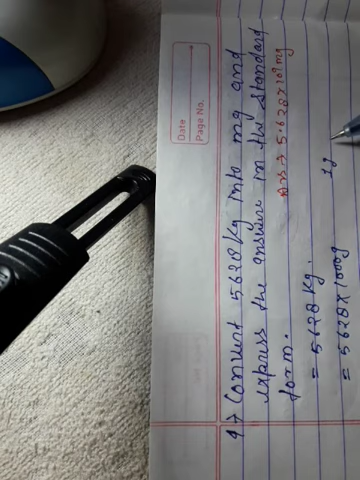 Date
Page No.
9→ Convert 5628 Kg into mg and
express the answer in the standard
form.
Ans → 5.628×10⁹ mg
= 5628 Kg.
1g
= 5628 × 1000g